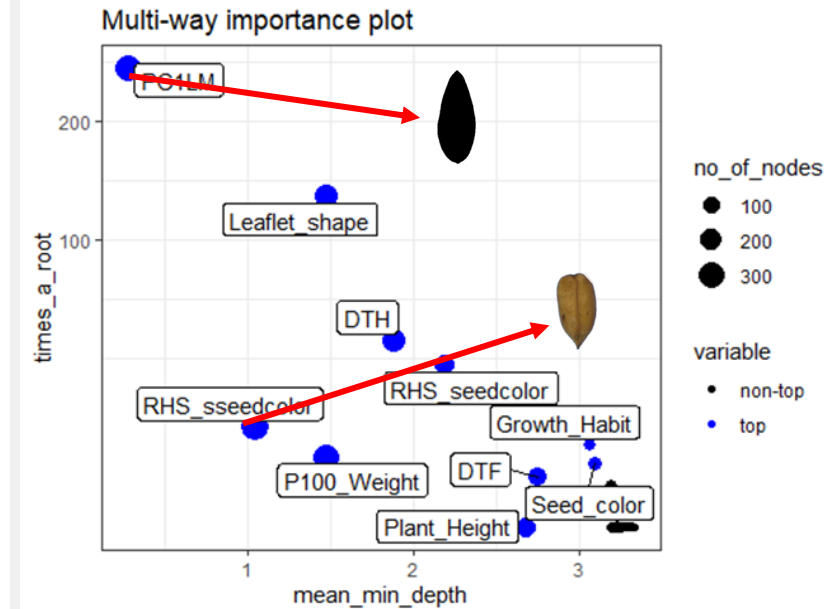 Multi-way importance plot
PC1LM
200
Leaflet_shape
100
DTH
RHS_seedcolor
RHS_sseedcolor
Growth_Habit
P100_Weight
DTF
Seed_color
Plant_Height
times_a_root
1
2
3
mean_min_depth
no_of_nodes
100
200
300
variable
non-top
top